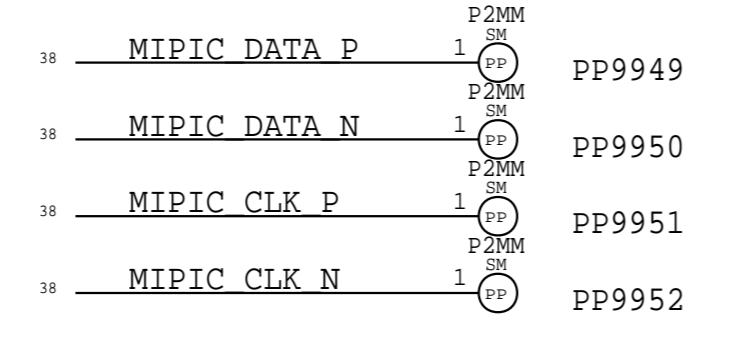 P2MM
SM
38 MIPIC_DATA_P 1 PP PP9949
P2MM
SM
38 MIPIC_DATA_N 1 PP PP9950
P2MM
SM
38 MIPIC_CLK_P 1 PP PP9951
P2MM
SM
38 MIPIC_CLK_N 1 PP PP9952